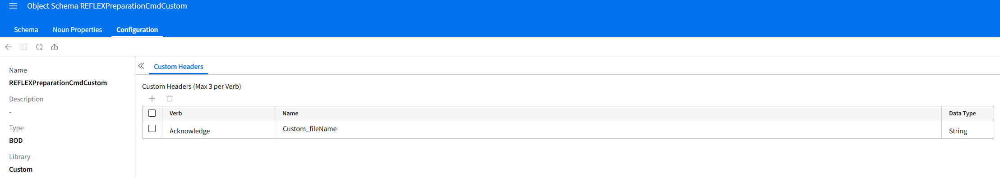 Object Schema REFLEXPreparationCmdCustom
Schema Noun Properties Configuration
Name
REFLEXPreparationCmdCustom
Description
-
Type
BOD
Library
Custom
Custom Headers
Custom Headers (Max 3 per Verb)
Verb Name Data Type
Acknowledge Custom_fileName String